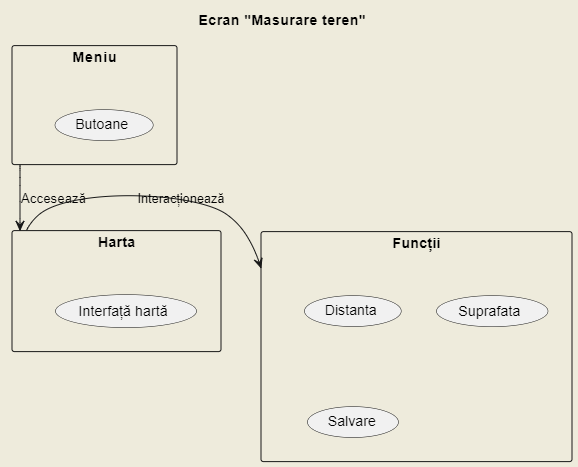 Ecran "Masurare teren"
Meniu
Butoane
Accesează
Interacționează
Harta
Interfață hartă
Funcții
Distanta
Suprafata
Salvare